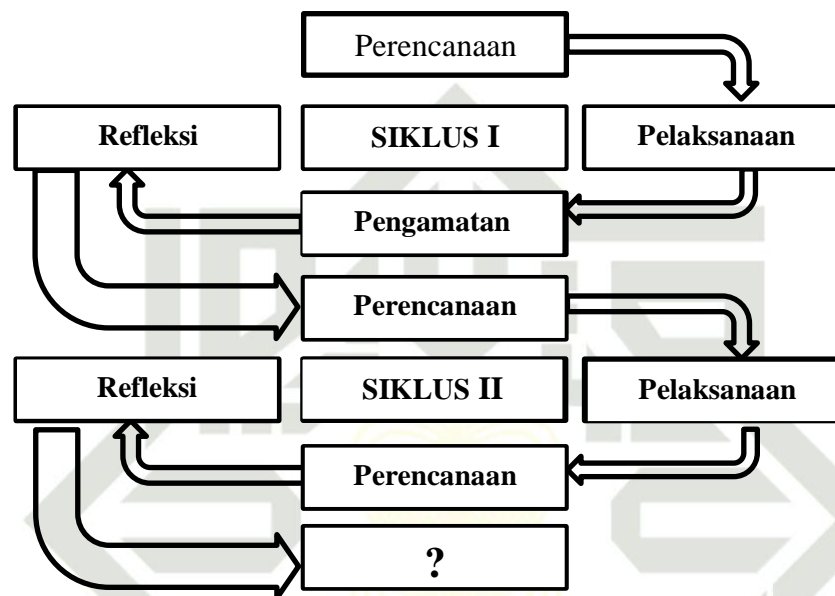 Perencanaan
Refleksi
SIKLUS I
Pelaksanaan
Pengamatan
Perencanaan
Refleksi
SIKLUS II
Pelaksanaan
Perencanaan
?